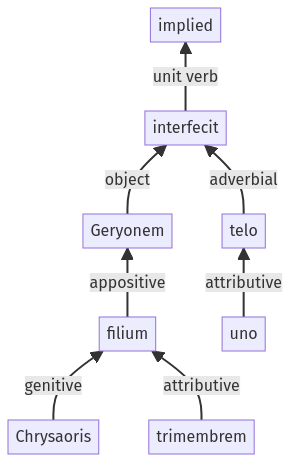 implied
unit verb
interfecit
object adverbial
Geryonem telo
appositive attributive
filium uno
genitive attributive
Chrysaoris trimembrem